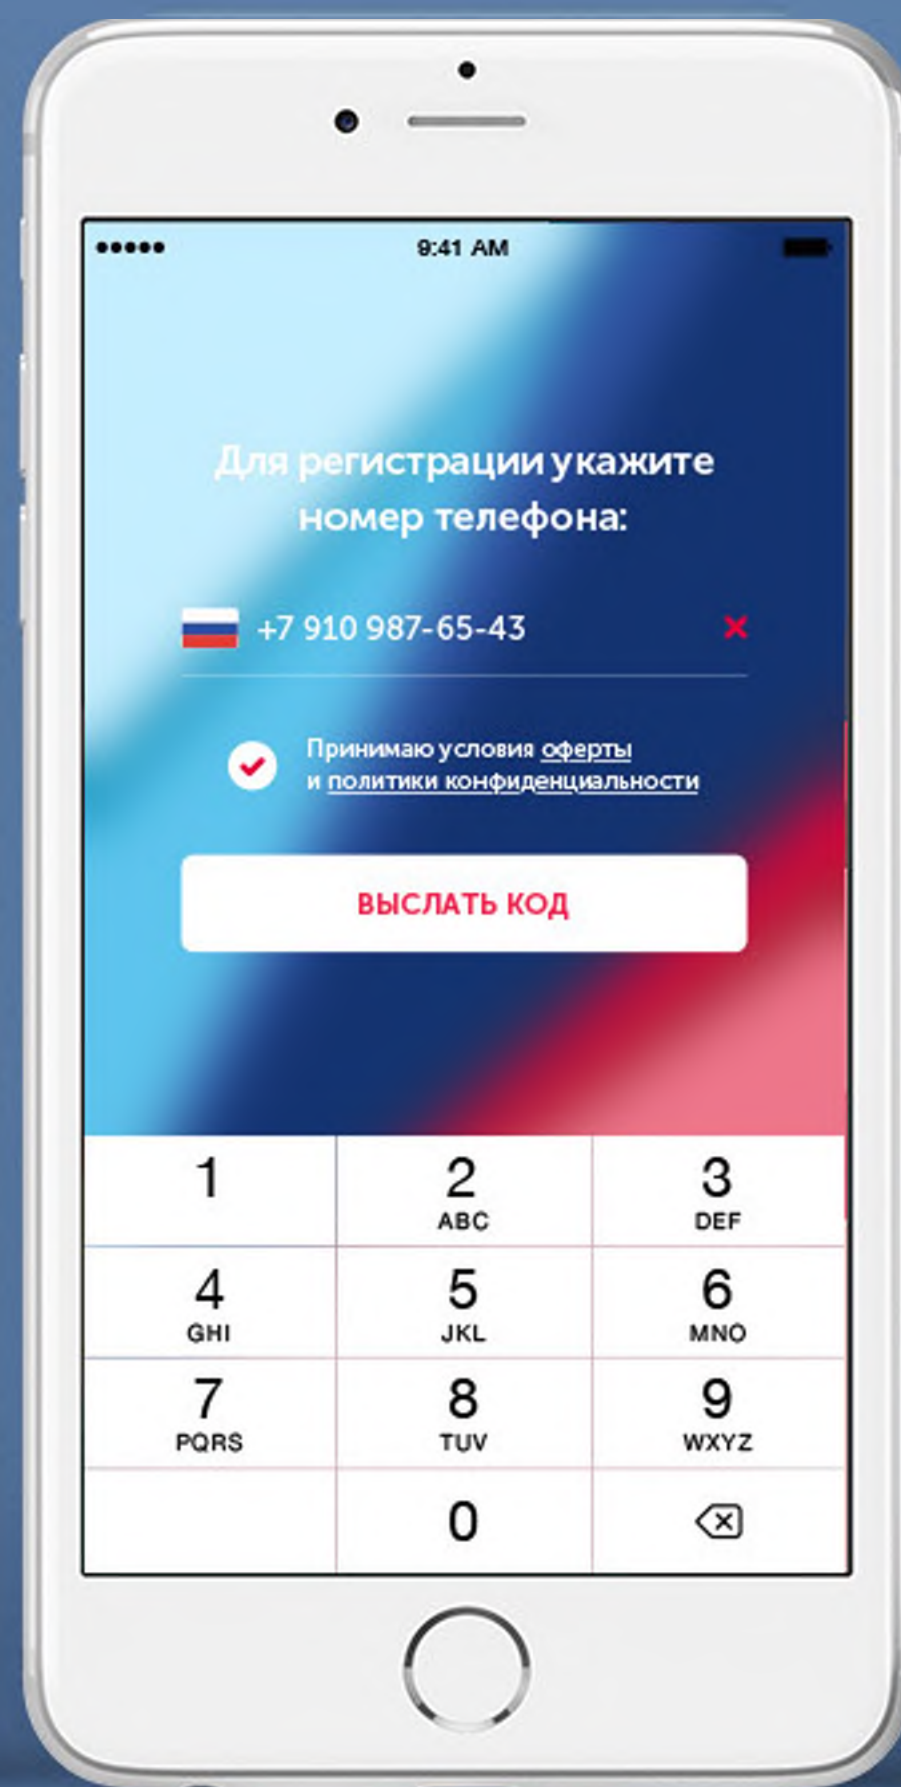 9:41 AM
Для регистрации укажите
номер телефона:
+7 910 987-65-43
Принимаю условия оферты
и политики конфиденциальности
ВЫСЛАТЬ КОД
1 2 3
ABC DEF
4 5 6
GHI JKL MNO
7 8 9
PQRS TUV WXYZ
0